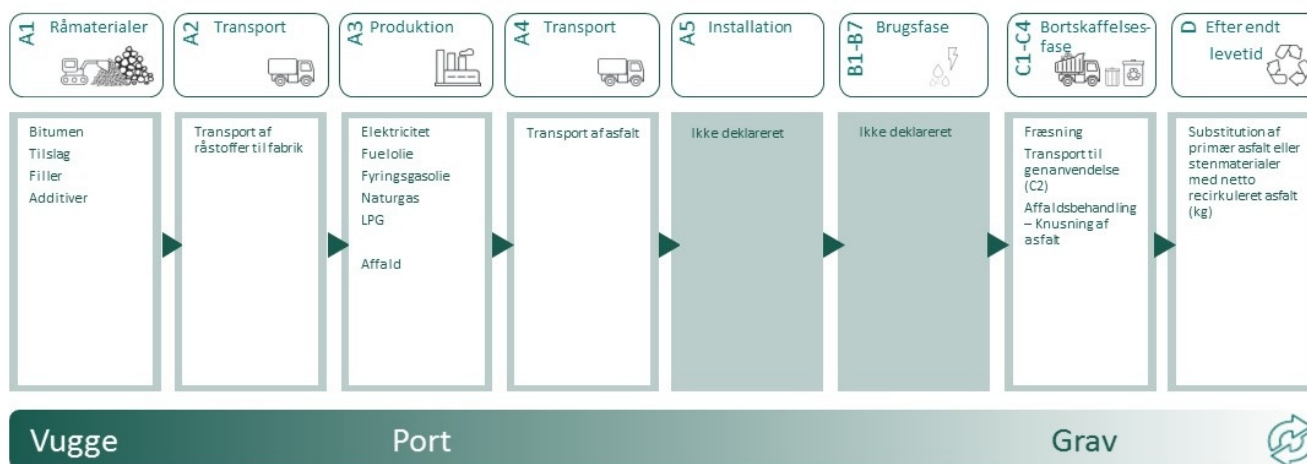 A1 Råmaterialer
A2 Transport
A3 Produktion
A4 Transport
A5 Installation
B1-B7 Brugsfase
C1-C4 Bortskaffelses-
fase
D Efter endt
levetid
Bitumen
Tilslag
Filler
Additiver
Transport af
råstoffer til fabrik
Elektricitet
Fuelolie
Fyringsgasolie
Naturgas
LPG
Affald
Transport af asfalt
Ikke deklareret
Ikke deklareret
Fræsning
Transport til
genanvendelse
(C2)
Affaldsbehandling
– Knusning af
asfalt
Substitution af
primær asfalt eller
stenmaterialer
med netto
recirkuleret asfalt
(kg)
Vugge
Port
Grav